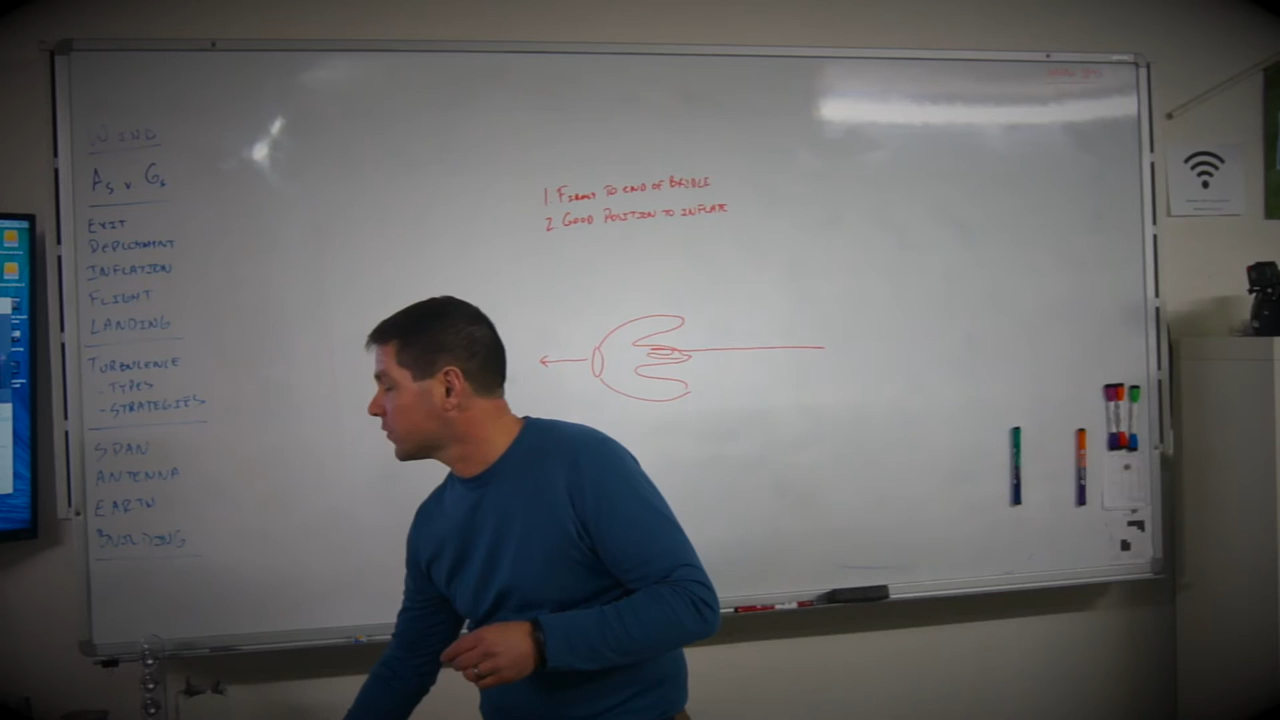 WIND
As v. Gs
EXIT
DEPLOYMENT
INFLATION
FLIGHT
LANDING
TURBULENCE
- TYPES
- STRATEGIES
SPAN
ANTENNA
EARTH
BUILDING
1. FIRMLY TO END OF BRIDLE
2. GOOD POSITION TO INFLATE